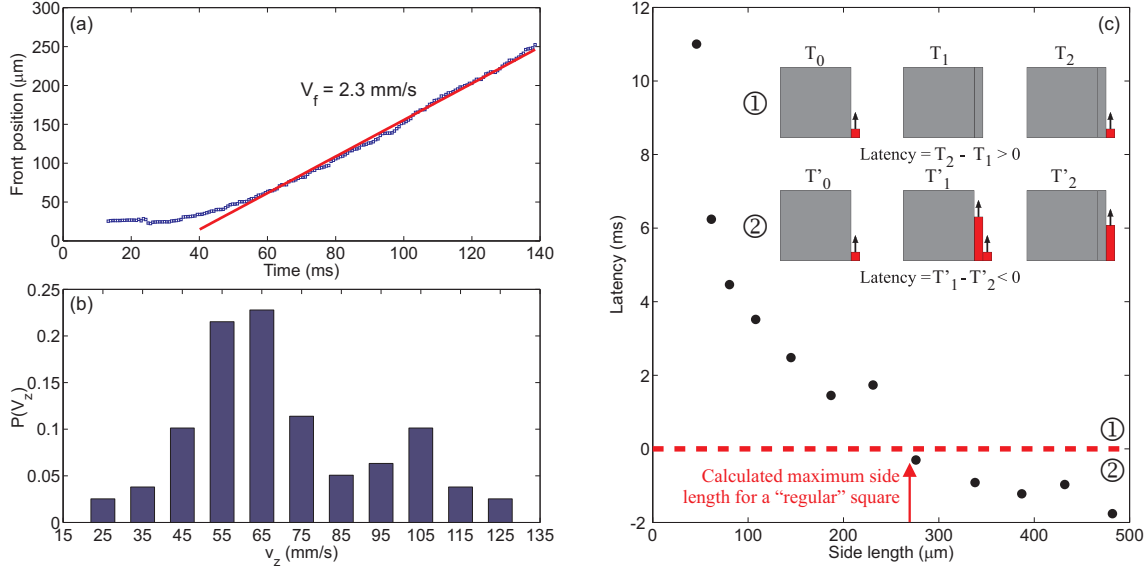 (a)
300
250
200
150
100
50
0
Front position (μm)
V_f = 2.3 mm/s
0 20 40 60 80 100 120 140
Time (ms)
(b)
0.25
0.2
0.15
0.1
0.05
0
P(V_z)
15 25 35 45 55 65 75 85 95 105 115 125 135
v_z (mm/s)
(c)
12
10
8
6
4
2
0
-2
Latency (ms)
T_0 T_1 T_2
①
Latency = T_2 - T_1 > 0
T'_0 T'_1 T'_2
②
Latency = T'_1 - T'_2 < 0
①
②
Calculated maximum side
length for a “regular” square
0 100 200 300 400 500
Side length (μm)